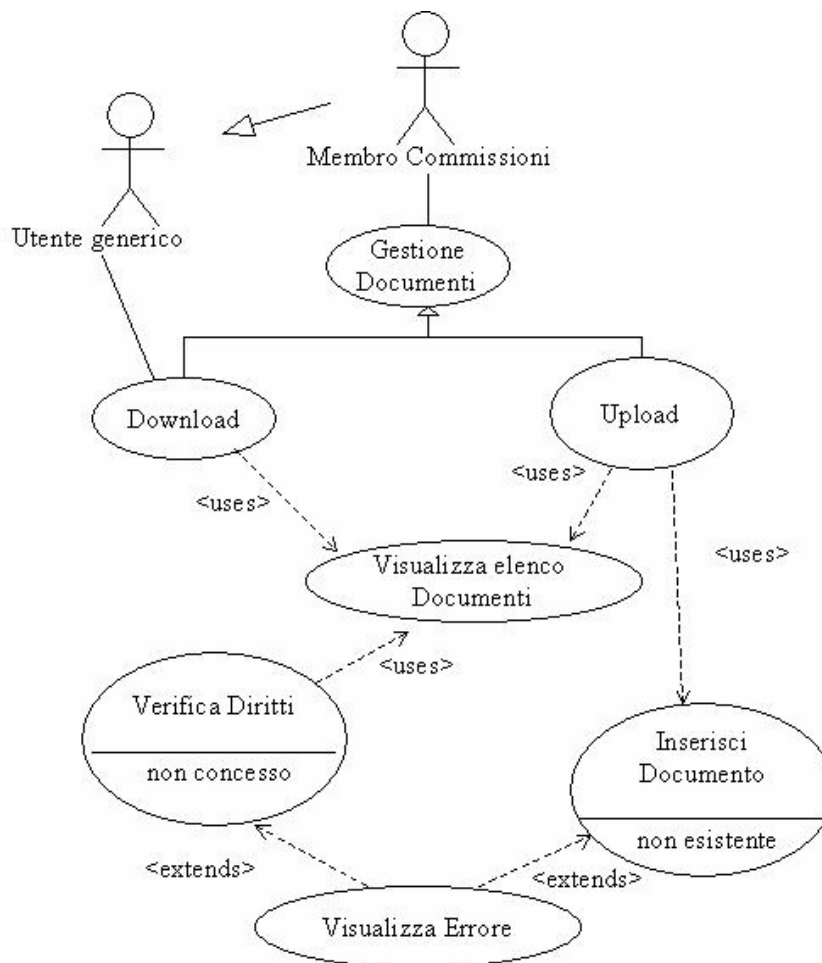 Membro Commissioni
Utente generico
Gestione
Documenti
Download
Upload
<uses>
<uses>
<uses>
Visualizza elenco
Documenti
<uses>
Verifica Diritti
non concesso
Inserisci
Documento
non esistente
<extends>
<extends>
Visualizza Errore